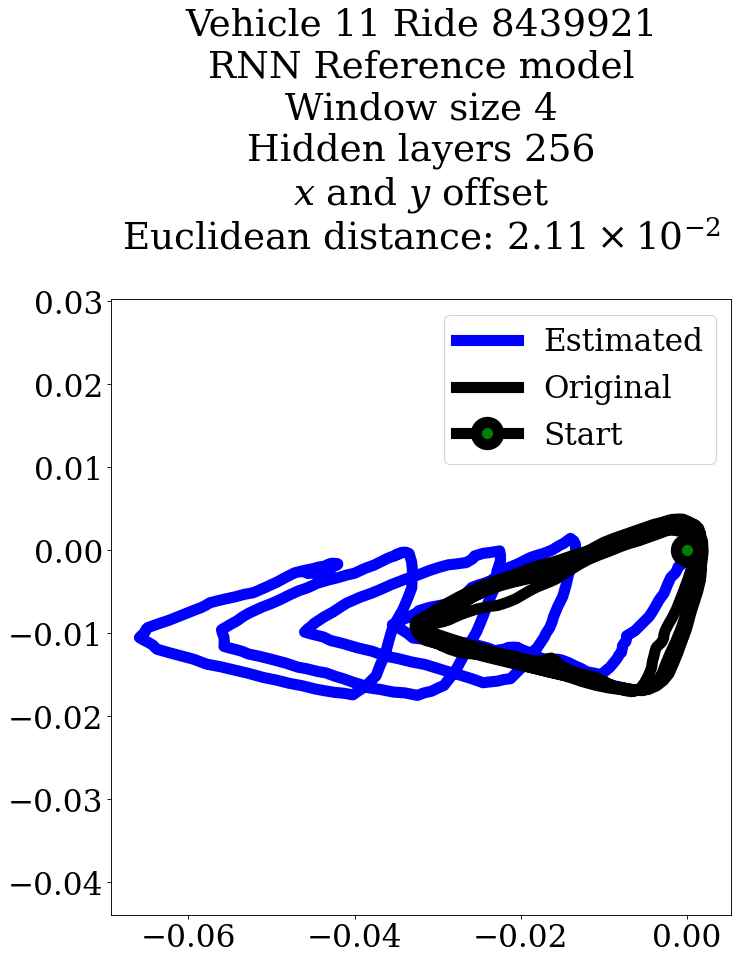 Vehicle 11 Ride 8439921
RNN Reference model
Window size 4
Hidden layers 256
x and y offset
Euclidean distance: 2.11 × 10⁻²
0.03
0.02
0.01
0.00
−0.01
−0.02
−0.03
−0.04
Estimated
Original
Start
−0.06
−0.04
−0.02
0.00